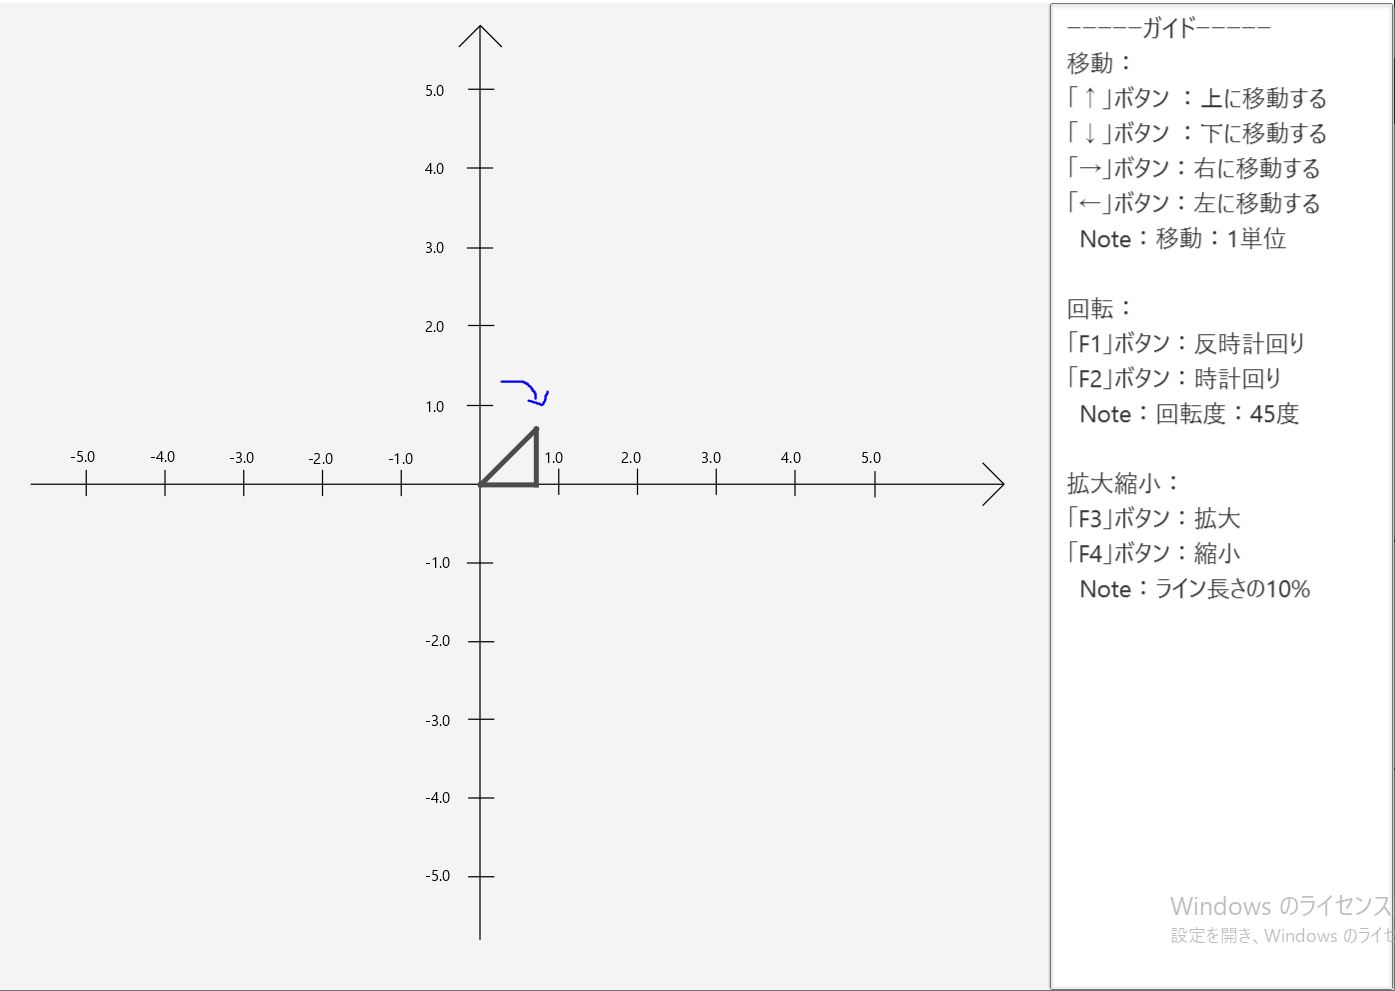 5.0
4.0
3.0
2.0
1.0
-5.0 -4.0 -3.0 -2.0 -1.0 1.0 2.0 3.0 4.0 5.0
-1.0
-2.0
-3.0
-4.0
-5.0
-----ガイド-----
移動：
「↑」ボタン ：上に移動する
「↓」ボタン ：下に移動する
「→」ボタン：右に移動する
「←」ボタン：左に移動する
Note：移動：1単位
回転：
「F1」ボタン：反時計回り
「F2」ボタン：時計回り
Note：回転度：45度
拡大縮小：
「F3」ボタン：拡大
「F4」ボタン：縮小
Note：ライン長さの10%
Windows のライセンス
設定を開き、Windows のライセ